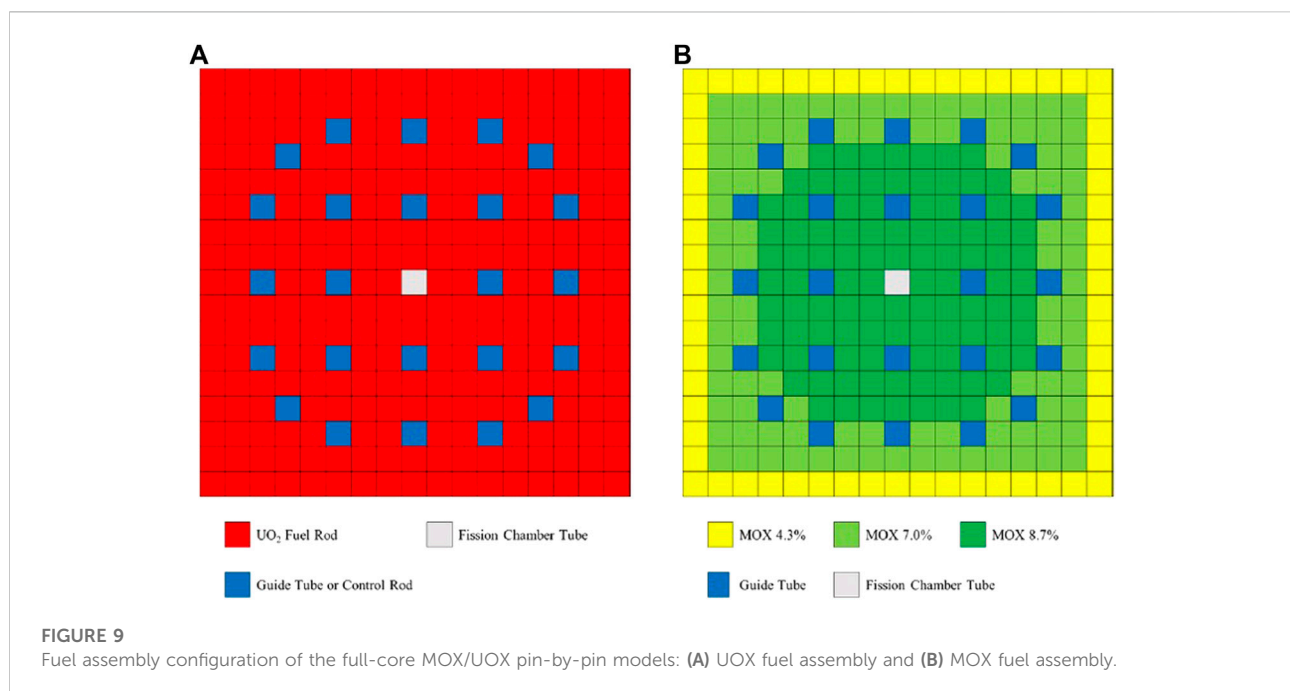 A
B
UO₂ Fuel Rod
Fission Chamber Tube
Guide Tube or Control Rod
MOX 4.3%
MOX 7.0%
MOX 8.7%
Guide Tube
Fission Chamber Tube
FIGURE 9
Fuel assembly configuration of the full-core MOX/UOX pin-by-pin models: (A) UOX fuel assembly and (B) MOX fuel assembly.